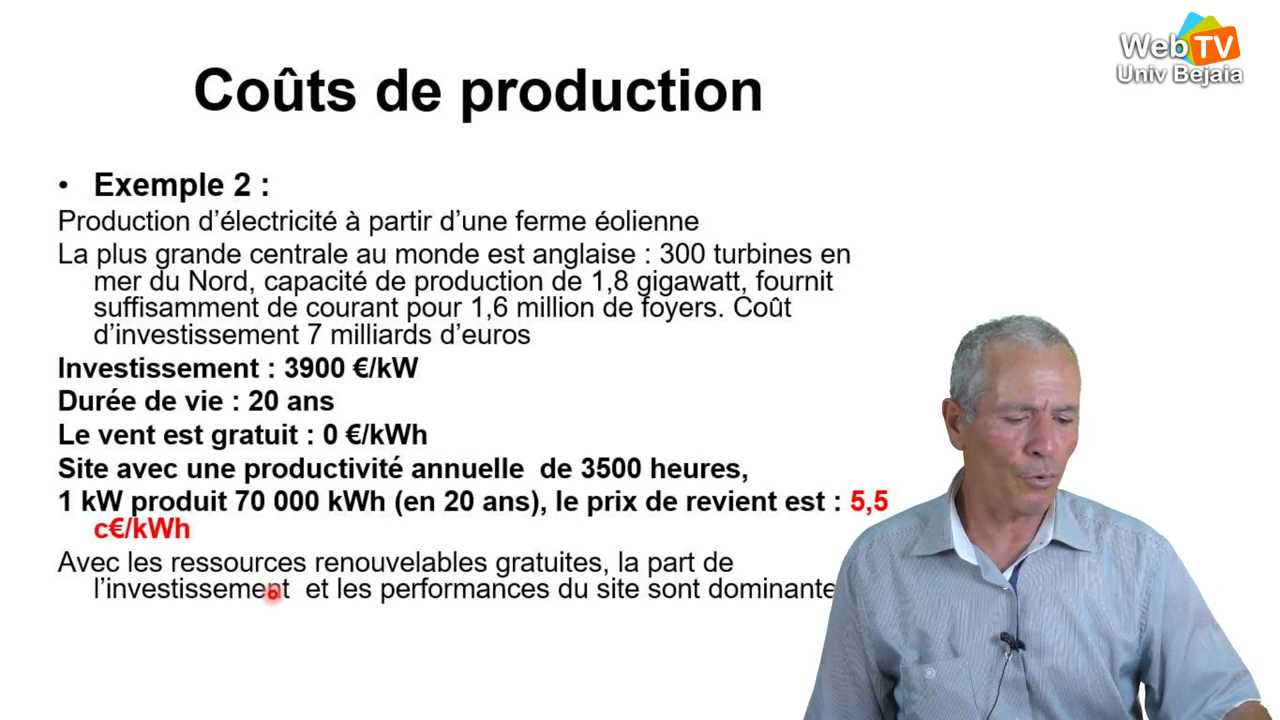 Web TV
Univ Bejaia
Coûts de production
• Exemple 2 :
Production d’électricité à partir d’une ferme éolienne
La plus grande centrale au monde est anglaise : 300 turbines en
mer du Nord, capacité de production de 1,8 gigawatt, fournit
suffisamment de courant pour 1,6 million de foyers. Coût
d’investissement 7 milliards d’euros
Investissement : 3900 €/kW
Durée de vie : 20 ans
Le vent est gratuit : 0 €/kWh
Site avec une productivité annuelle de 3500 heures,
1 kW produit 70 000 kWh (en 20 ans), le prix de revient est : 5,5
c€/kWh
Avec les ressources renouvelables gratuites, la part de
l’investissement et les performances du site sont dominante